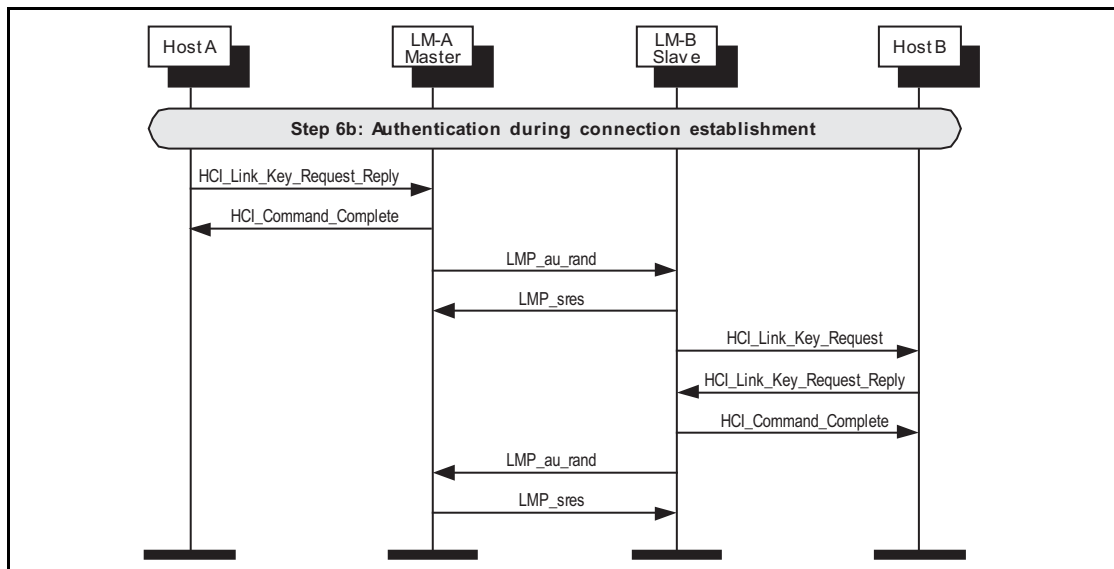 Host A
LM-A
Master
LM-B
Slave
Host B
Step 6b: Authentication during connection establishment
HCI_Link_Key_Request_Reply
HCI_Command_Complete
LMP_au_rand
LMP_sres
HCI_Link_Key_Request
HCI_Link_Key_Request_Reply
HCI_Command_Complete
LMP_au_rand
LMP_sres